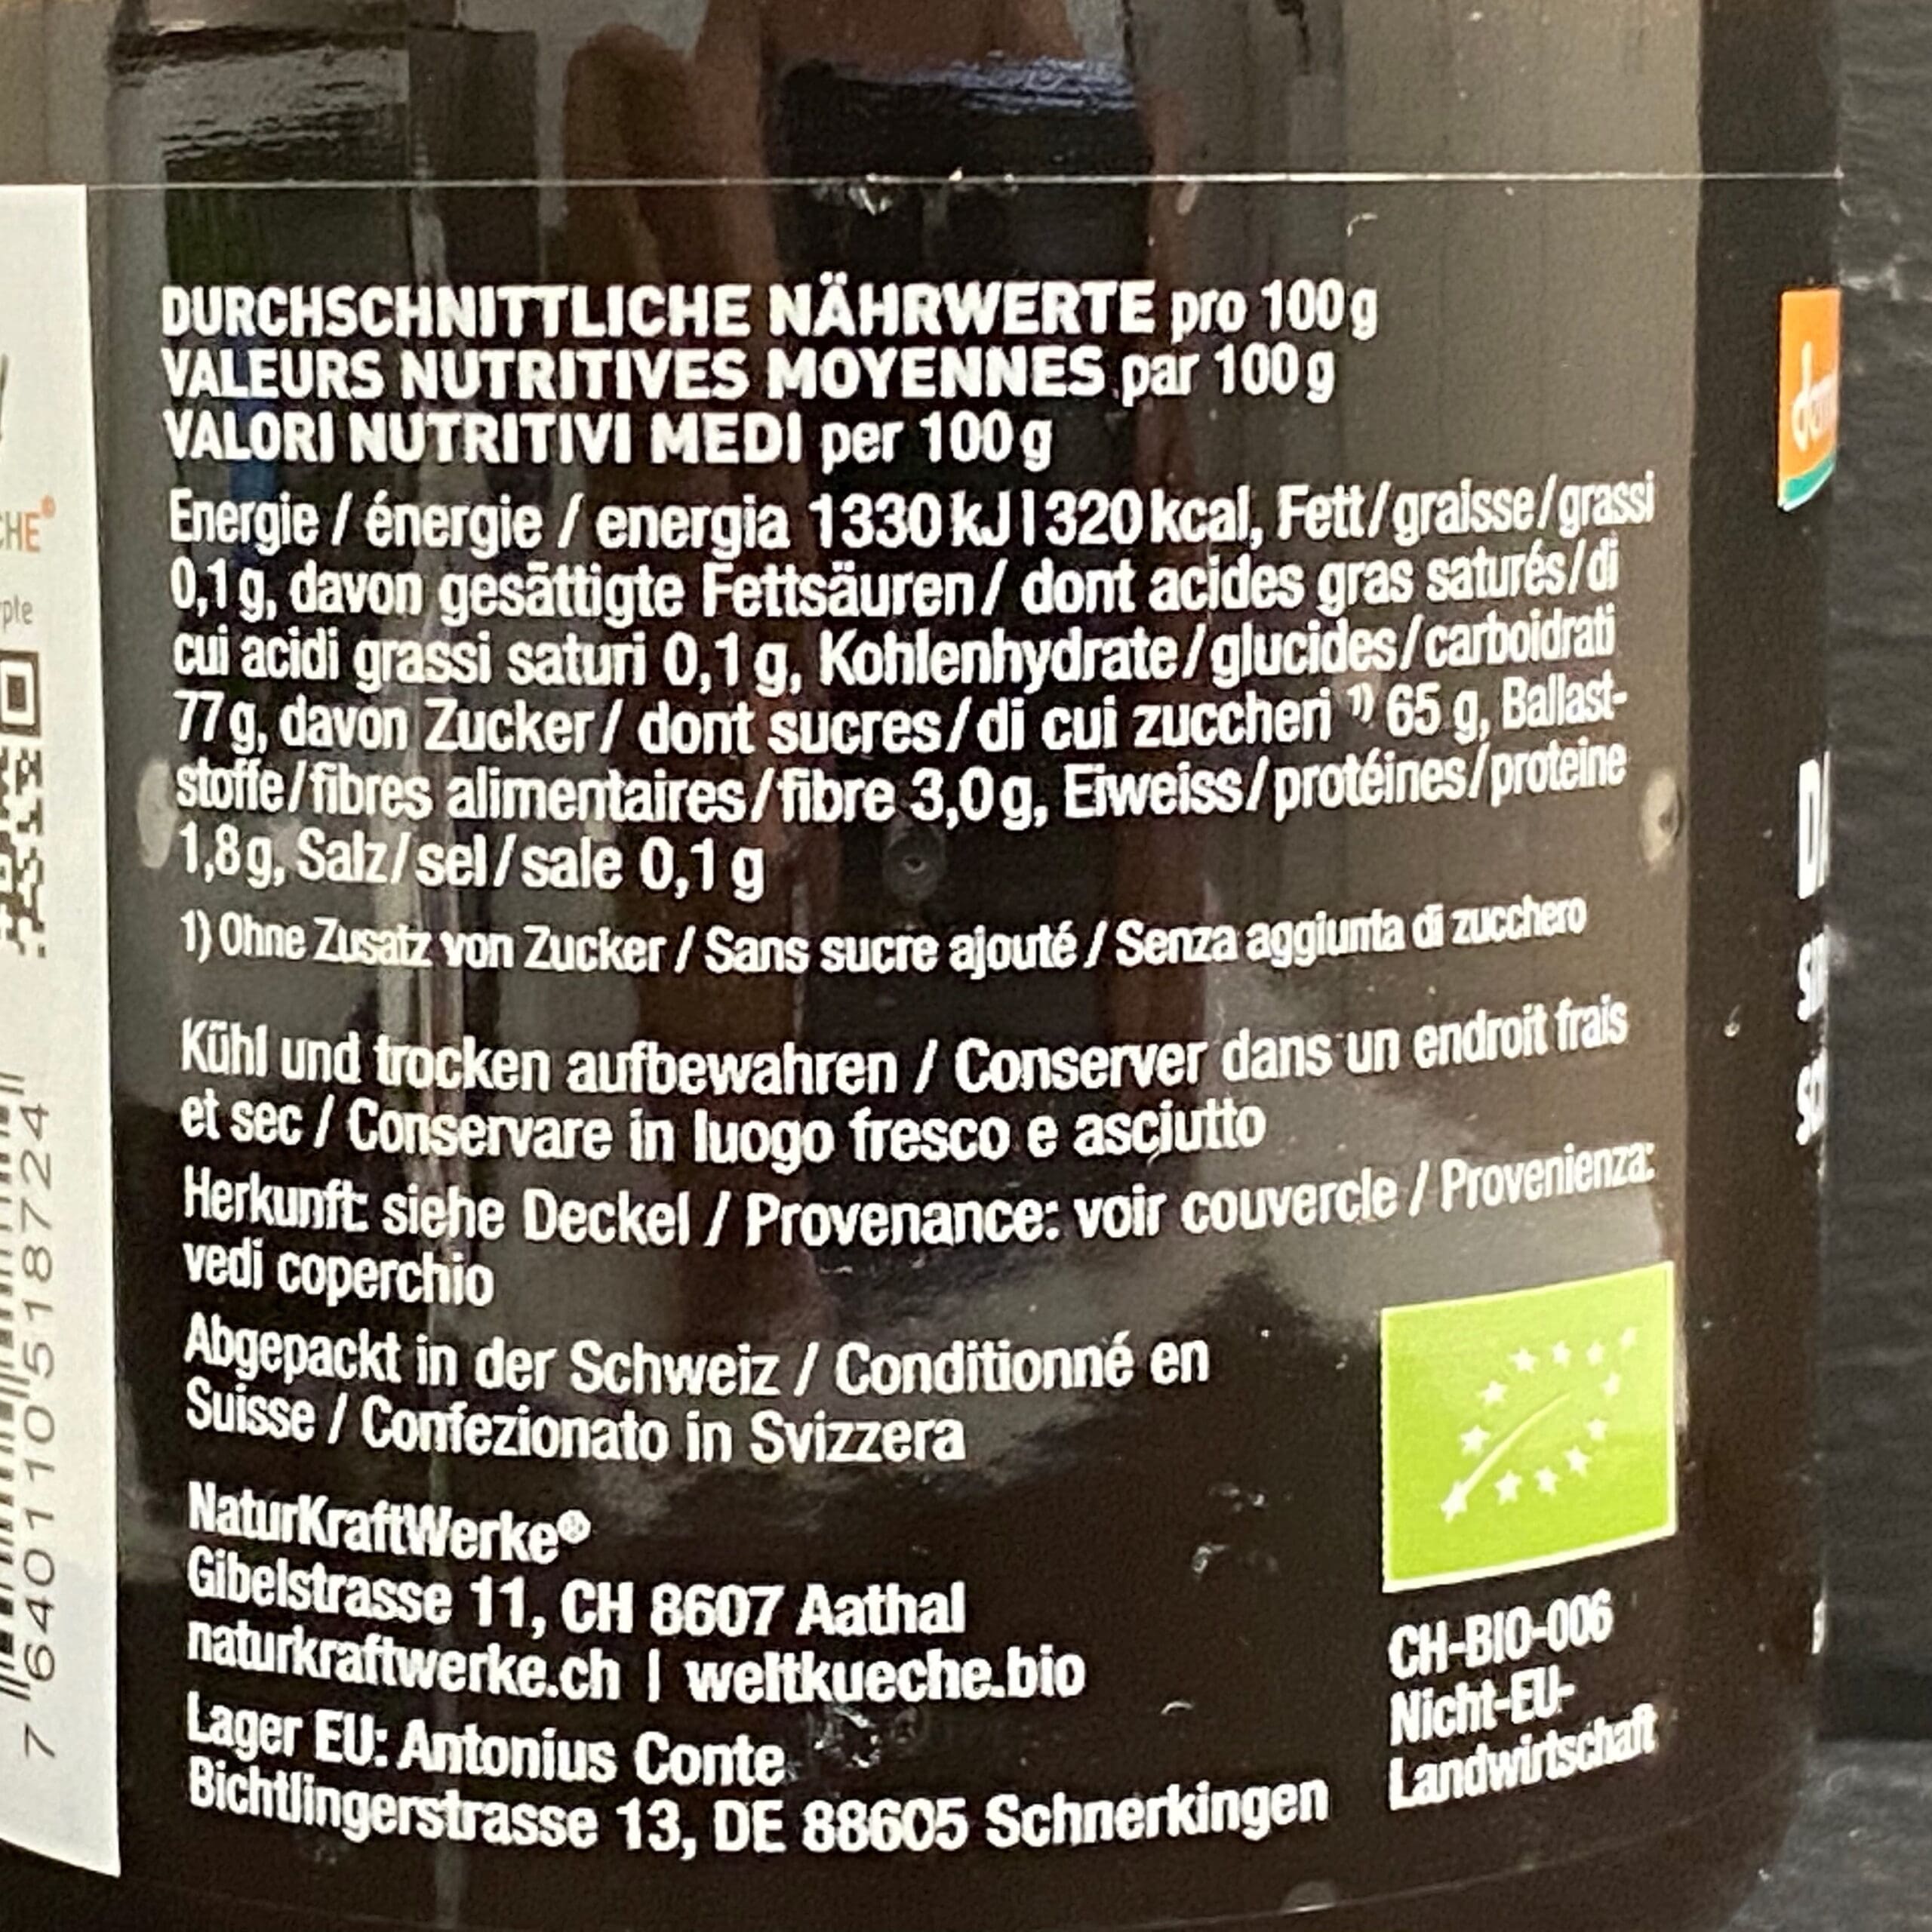 DURCHSCHNITTLICHE NÄHRWERTE pro 100 g
VALEURS NUTRITIVES MOYENNES par 100 g
VALORI NUTRITIVI MEDI per 100 g
Energie / énergie / energia 1330 kJ | 320 kcal, Fett/graisse/grassi
0,1 g, davon gesättigte Fettsäuren/ dont acides gras saturés/di
cui acidi grassi saturi 0,1 g, Kohlenhydrate/glucides/carboidrati
77 g, davon Zucker/ dont sucres/di cui zuccheri 1) 65 g, Ballast-
stoffe/fibres alimentaires/fibre 3,0 g, Eiweiss/protéines/proteine
1,8 g, Salz/sel/sale 0,1 g
1) Ohne Zusatz von Zucker / Sans sucre ajouté / Senza aggiunta di zucchero
Kühl und trocken aufbewahren / Conserver dans un endroit frais
et sec / Conservare in luogo fresco e asciutto
Herkunft: siehe Deckel / Provenance: voir couvercle / Provenienza:
vedi coperchio
Abgepackt in der Schweiz / Conditionné en
Suisse / Confezionato in Svizzera
NaturKraftWerke®
Gibelstrasse 11, CH 8607 Aathal
naturkraftwerke.ch | weltkueche.bio
Lager EU: Antonius Conte
Bichtlingerstrasse 13, DE 88605 Schnerkingen
CH-BIO-006
Nicht-EU-
Landwirtschaft
7 640110 518724